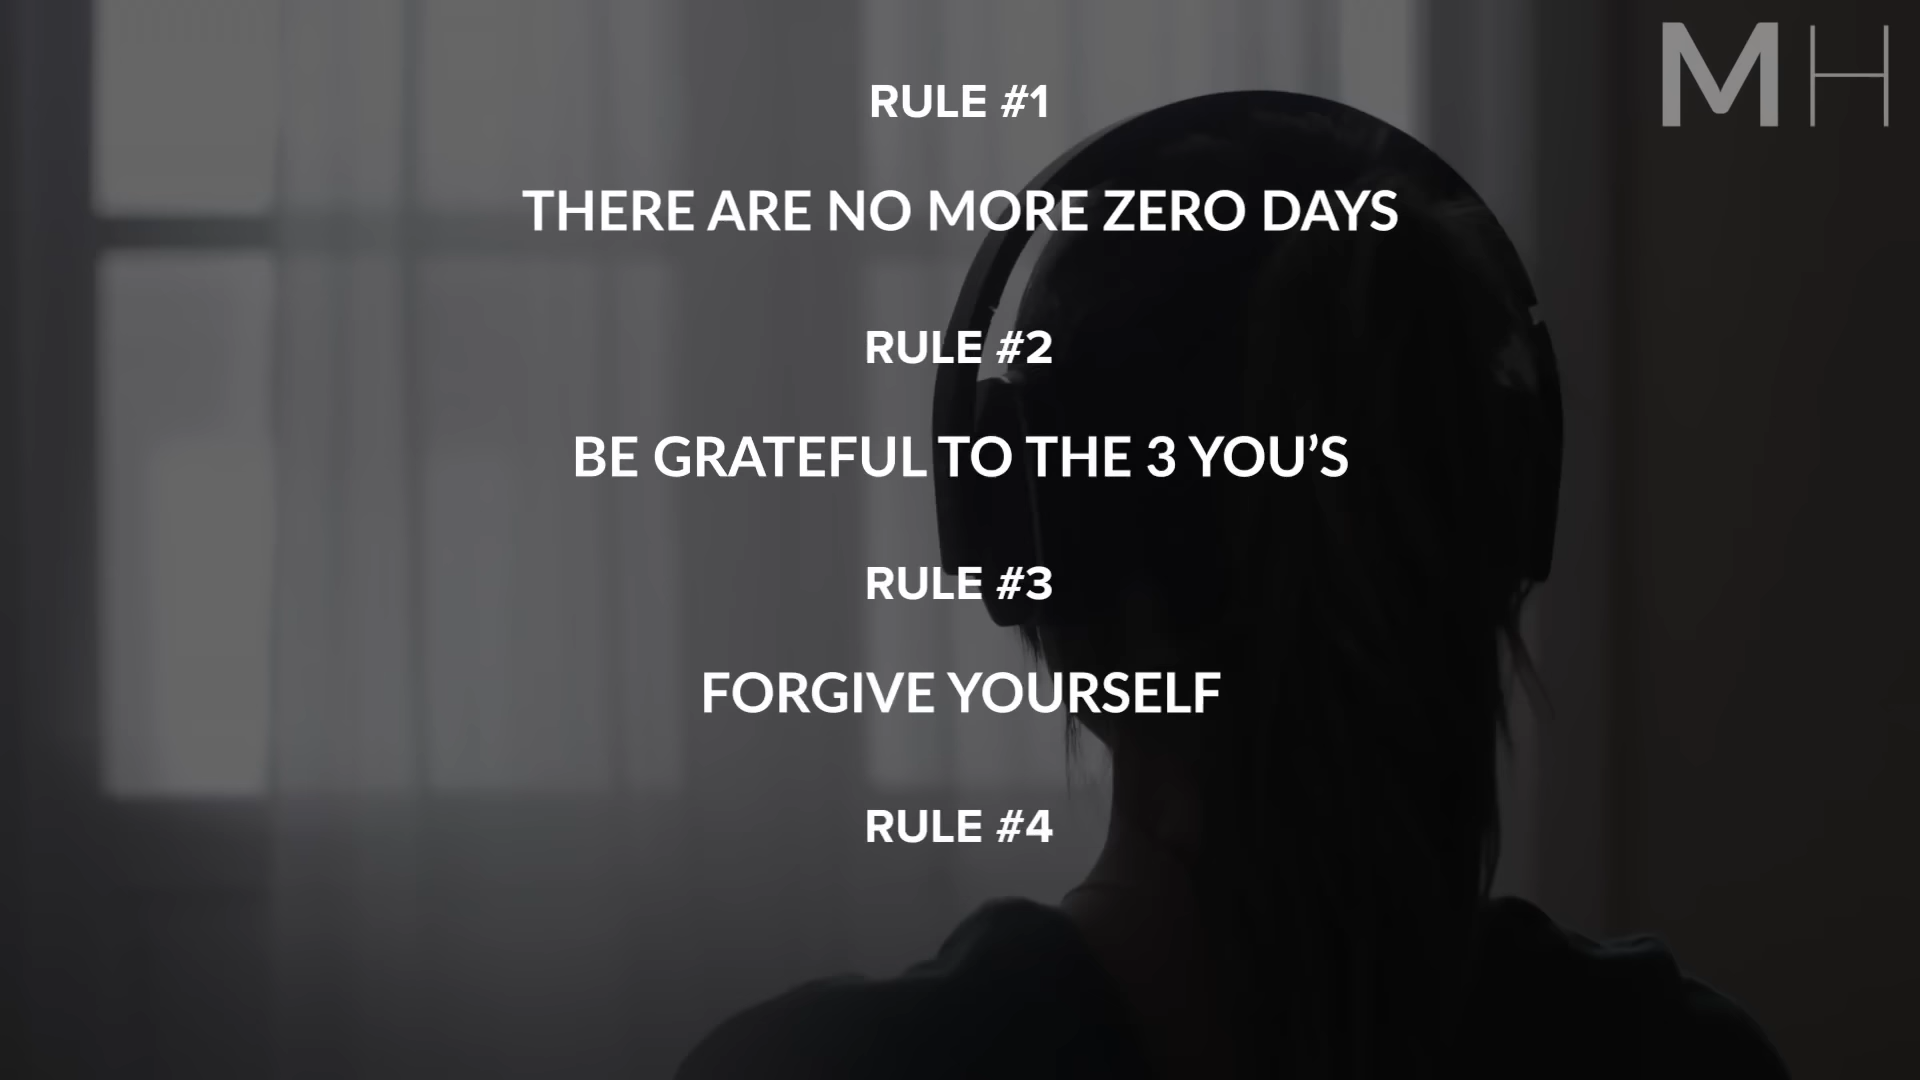 MH
RULE #1
THERE ARE NO MORE ZERO DAYS
RULE #2
BE GRATEFUL TO THE 3 YOU’S
RULE #3
FORGIVE YOURSELF
RULE #4